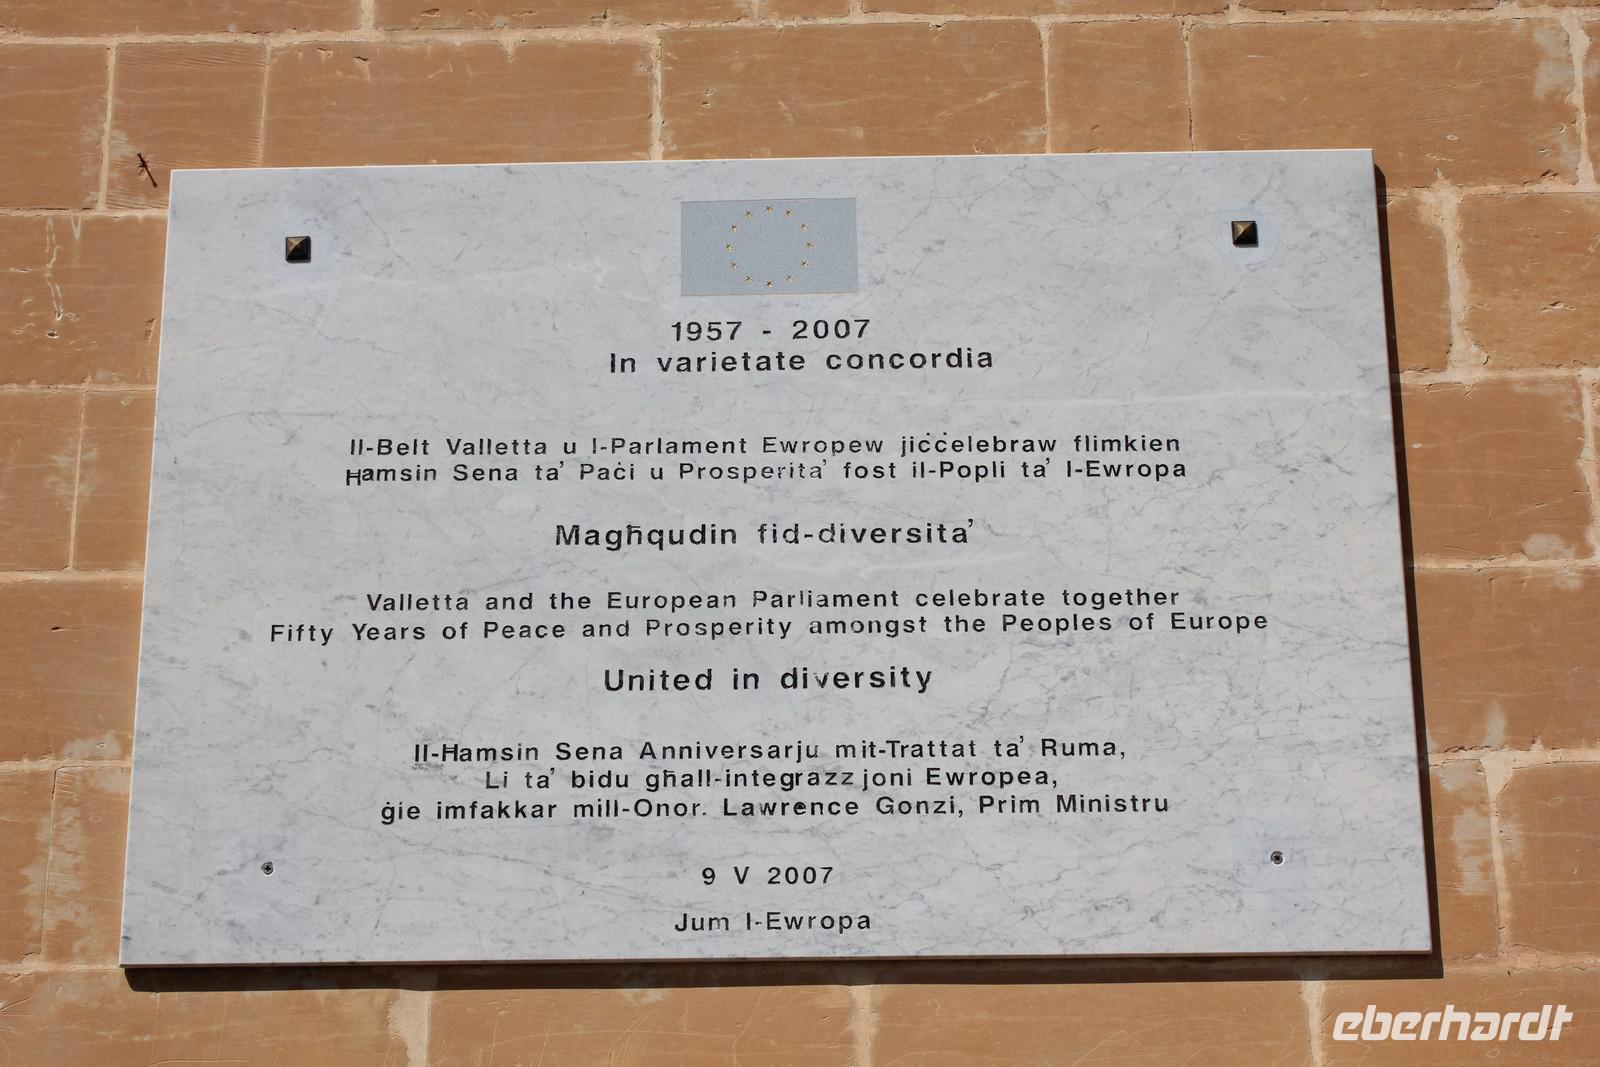 1957 - 2007
In varietate concordia
Il-Belt Valletta u l-Parlament Ewropew jiċċelebraw flimkien
Ħamsin Sena ta' Paċi u Prosperita' fost il-Popli ta' l-Ewropa
Magħqudin fid-diversita'
Valletta and the European Parliament celebrate together
Fifty Years of Peace and Prosperity amongst the Peoples of Europe
United in diversity
Il-Ħamsin Sena Anniversarju mit-Trattat ta' Ruma,
Li ta' bidu għall-integrazzjoni Ewropea,
ġie imfakkar mill-Onor. Lawrence Gonzi, Prim Ministru
9 V 2007
Jum l-Ewropa
eberhardt